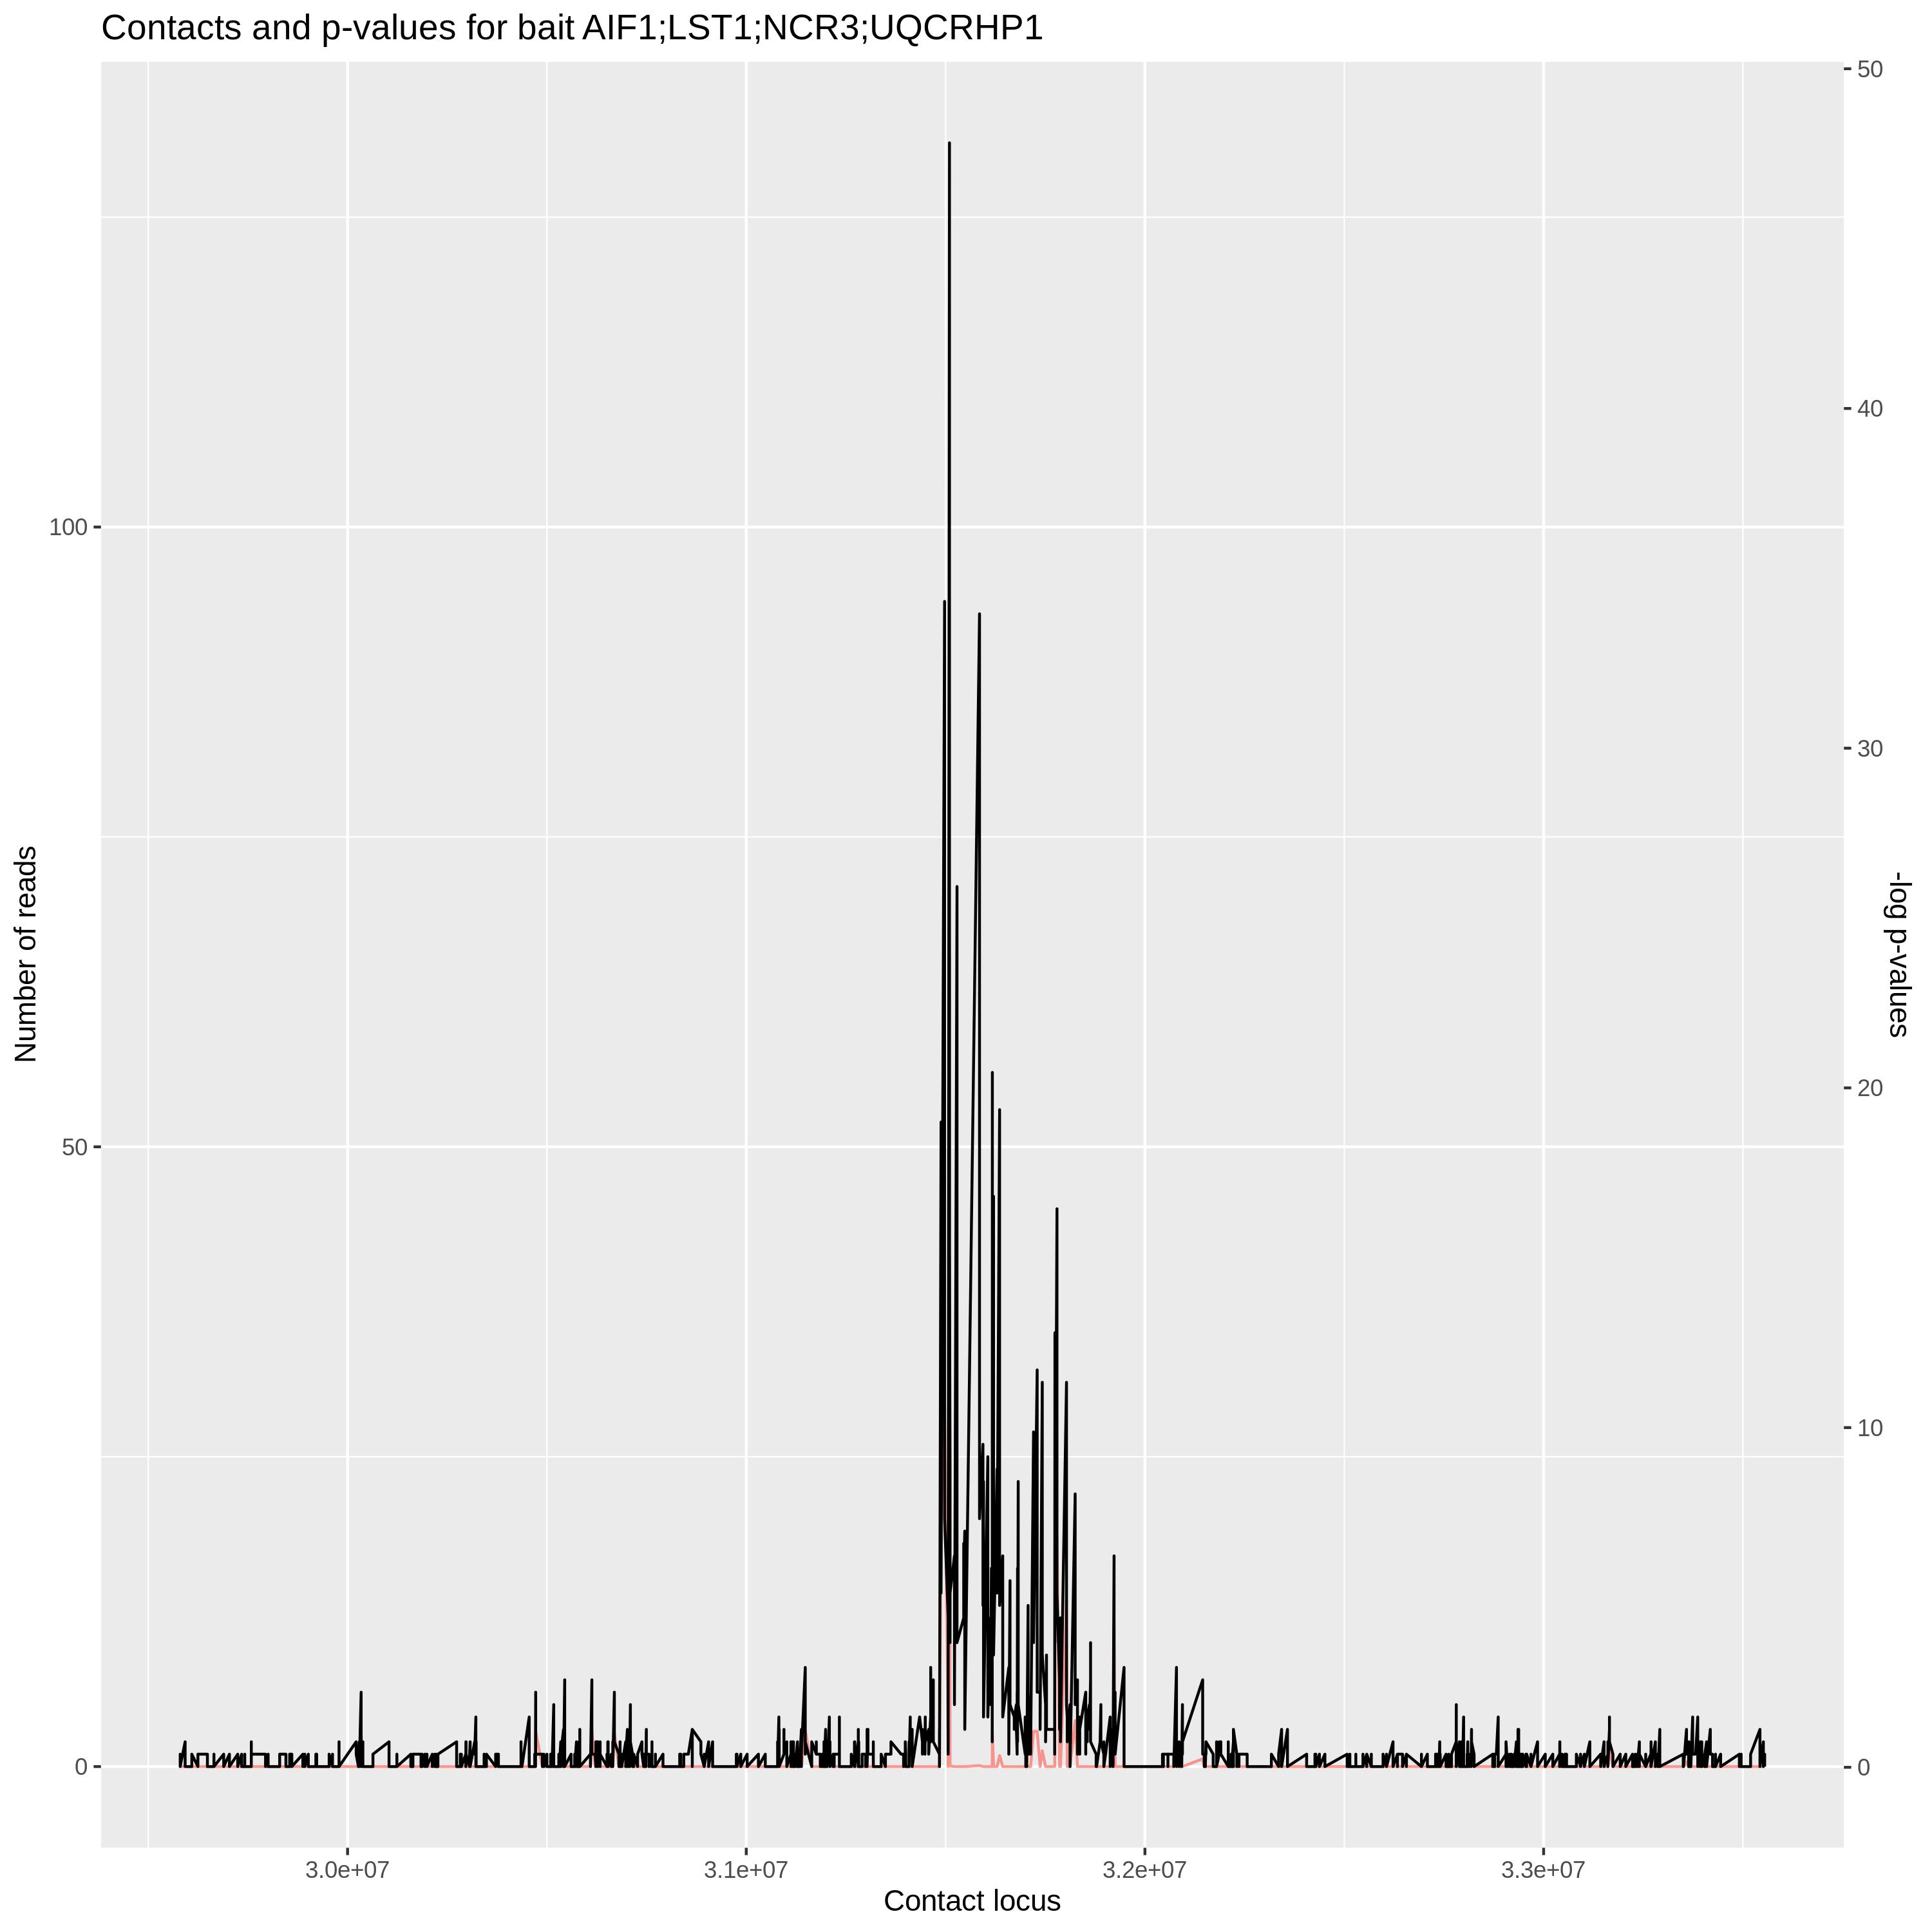 Contacts and p-values for bait AIF1;LST1;NCR3;UQCRHP1
Number of reads
100
50
0
50
40
30
20
10
0
-log p-values
3.0e+07
3.1e+07
3.2e+07
3.3e+07
Contact locus